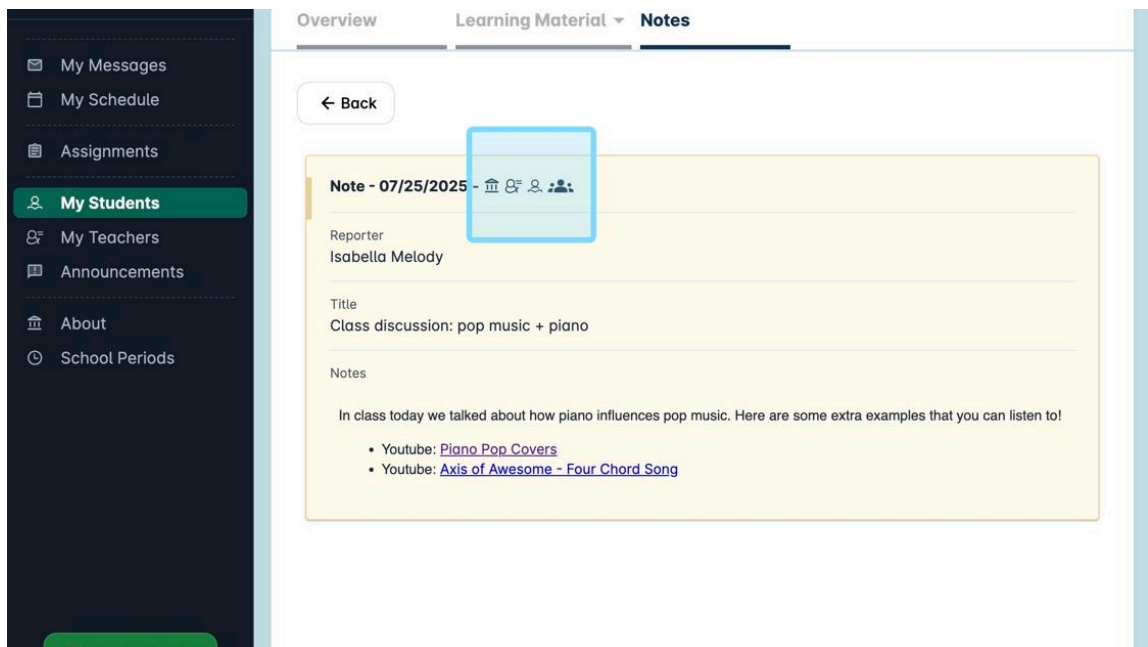 Overview Learning Material Notes
My Messages
My Schedule
Assignments
My Students
My Teachers
Announcements
About
School Periods
← Back
Note - 07/25/2025 -
Reporter
Isabella Melody
Title
Class discussion: pop music + piano
Notes
In class today we talked about how piano influences pop music. Here are some extra examples that you can listen to!
• Youtube: Piano Pop Covers
• Youtube: Axis of Awesome - Four Chord Song